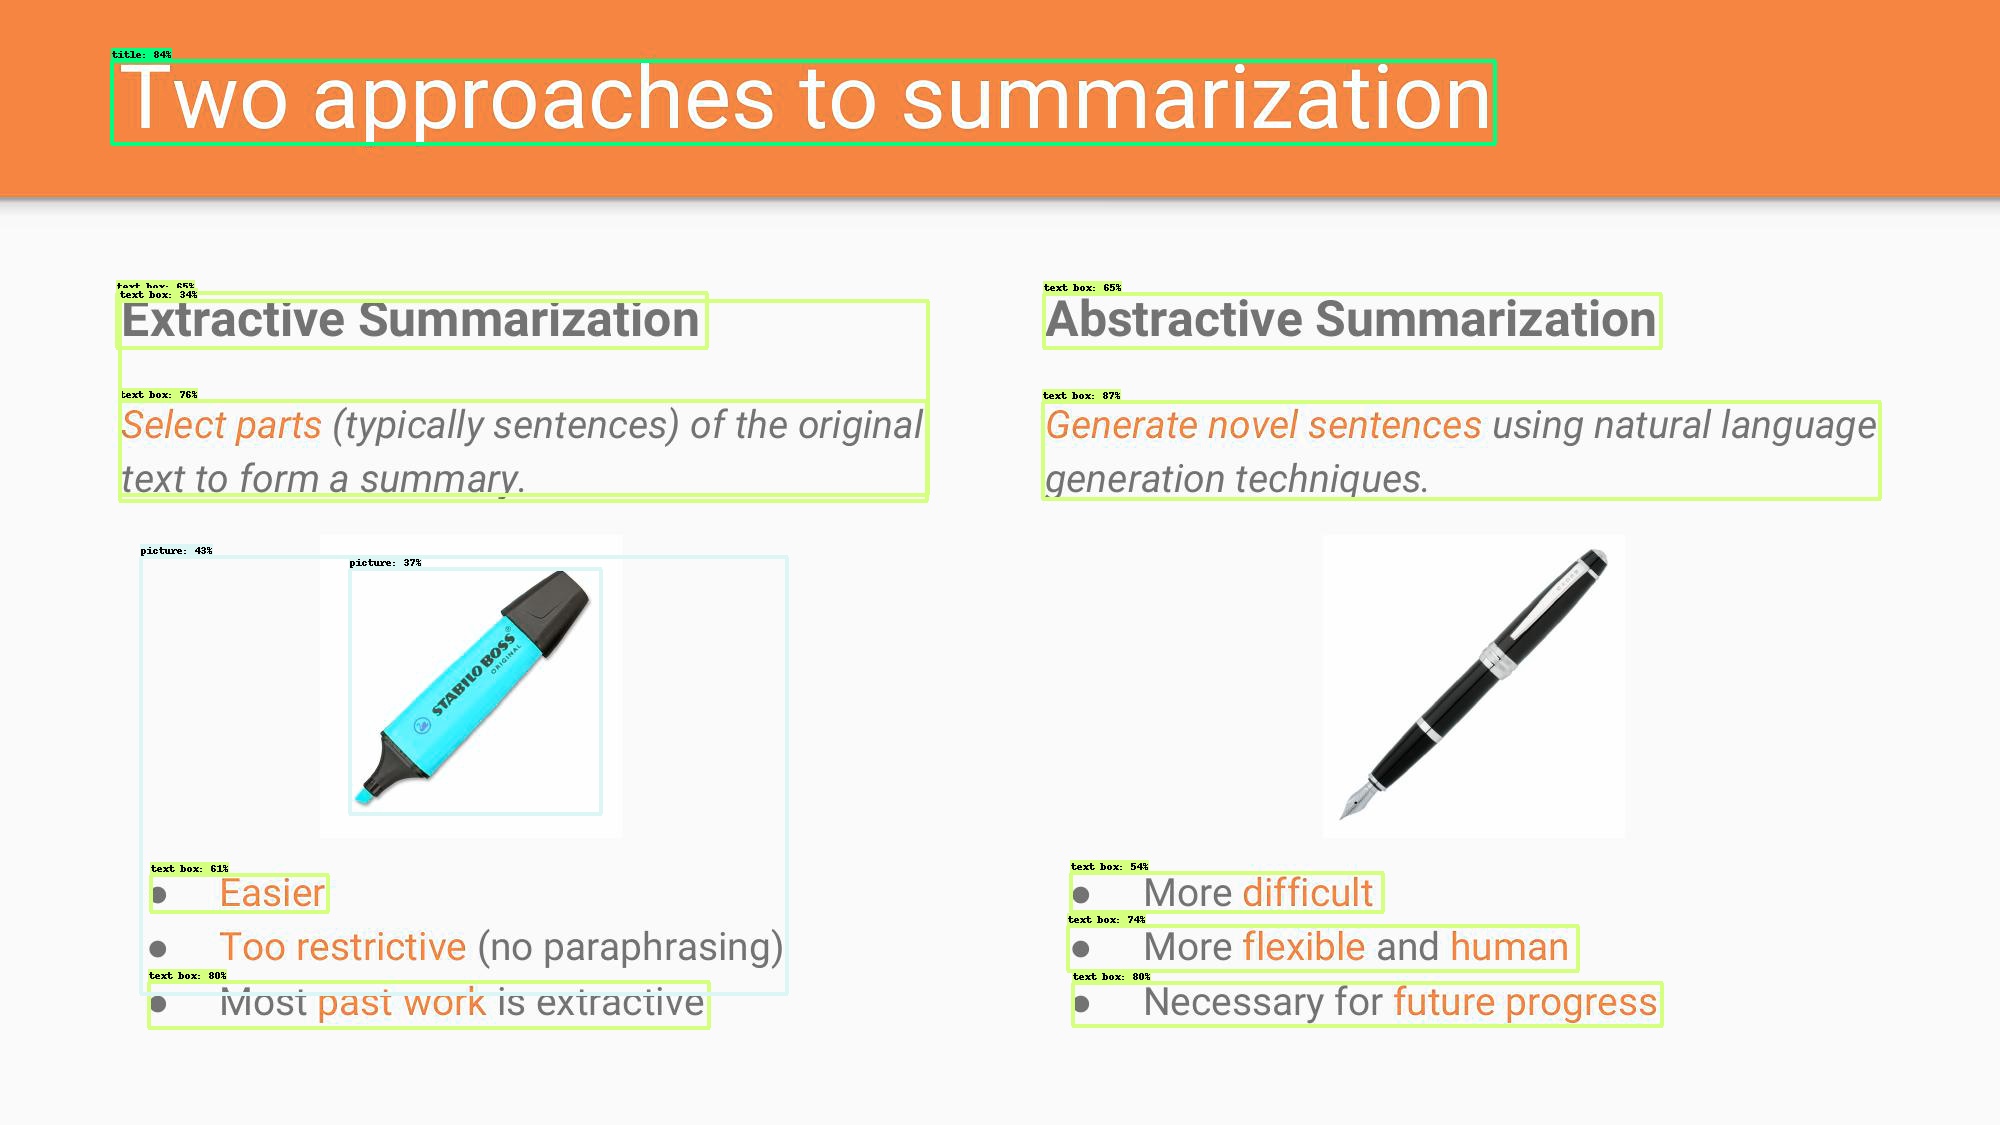 title: 84%
Two approaches to summarization
text box: 65%
text box: 34%
Extractive Summarization
text box: 76%
Select parts (typically sentences) of the original
text to form a summary.
picture: 43%
picture: 37%
STABILO BOSS®
ORIGINAL
text box: 61%
● Easier
● Too restrictive (no paraphrasing)
text box: 80%
● Most past work is extractive
text box: 65%
Abstractive Summarization
text box: 87%
Generate novel sentences using natural language
generation techniques.
text box: 54%
● More difficult
text box: 74%
● More flexible and human
text box: 80%
● Necessary for future progress